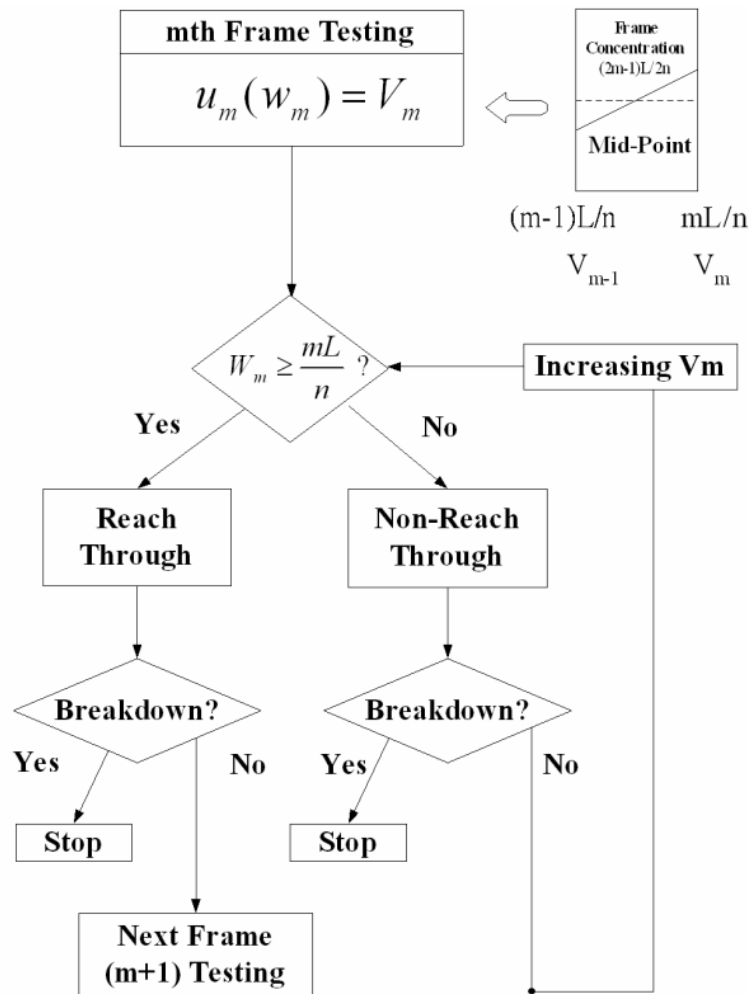 mth Frame Testing
u_m(w_m) = V_m
Frame
Concentration
(2m-1)L/2n
Mid-Point
(m-1)L/n mL/n
V_{m-1} V_m
W_m ≥ mL/n ?
Increasing Vm
Yes
No
Reach
Through
Non-Reach
Through
Breakdown?
Breakdown?
Yes
No
Yes
No
Stop
Stop
Next Frame
(m+1) Testing